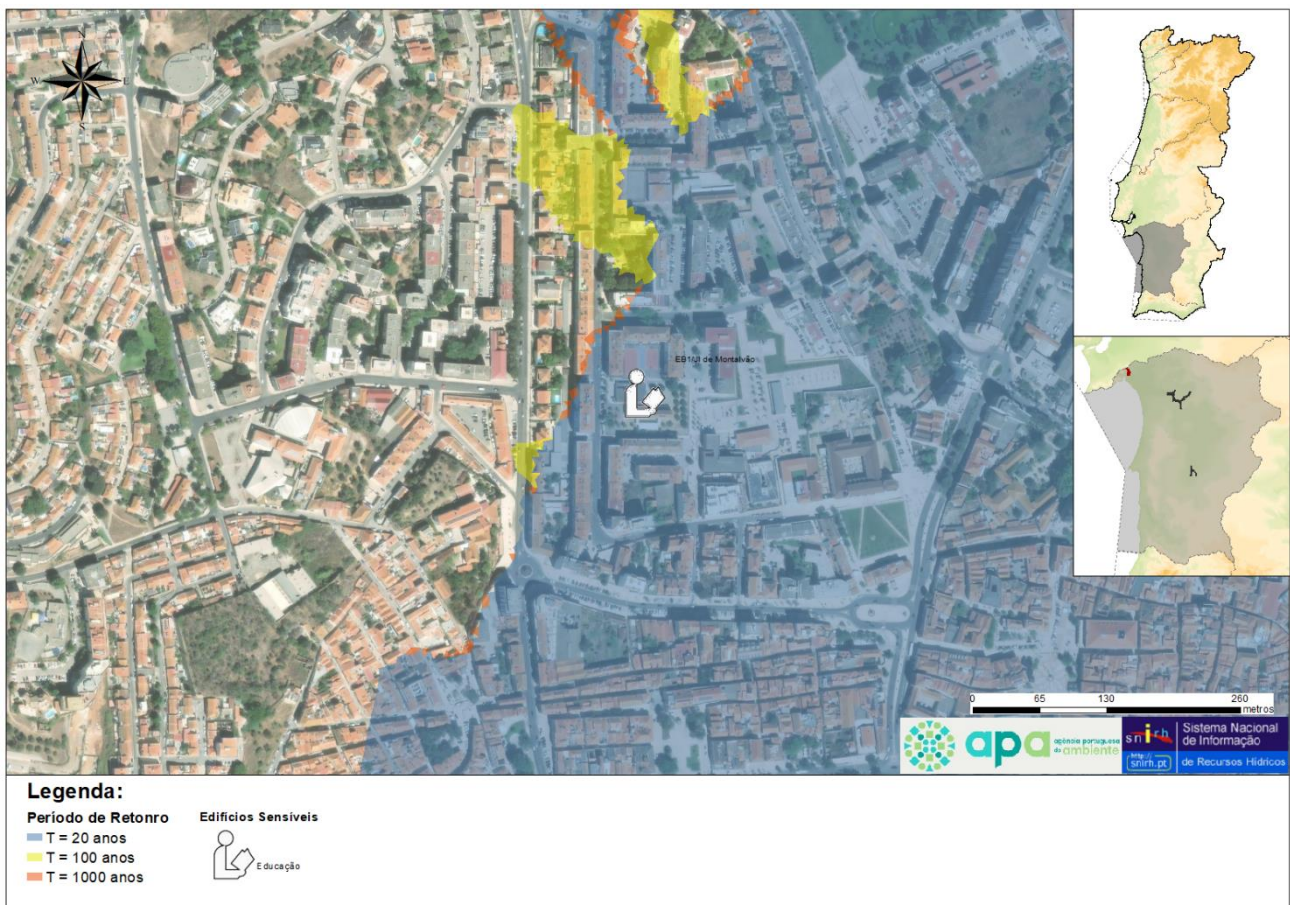 N
W E
S
EB1/JI de Montalvão
0 65 130 260
metros
apa agência portuguesa do ambiente
snirh Sistema Nacional de Informação de Recursos Hídricos
http://snirh.pt
Legenda:
Período de Retonro
T = 20 anos
T = 100 anos
T = 1000 anos
Edifícios Sensíveis
Educação